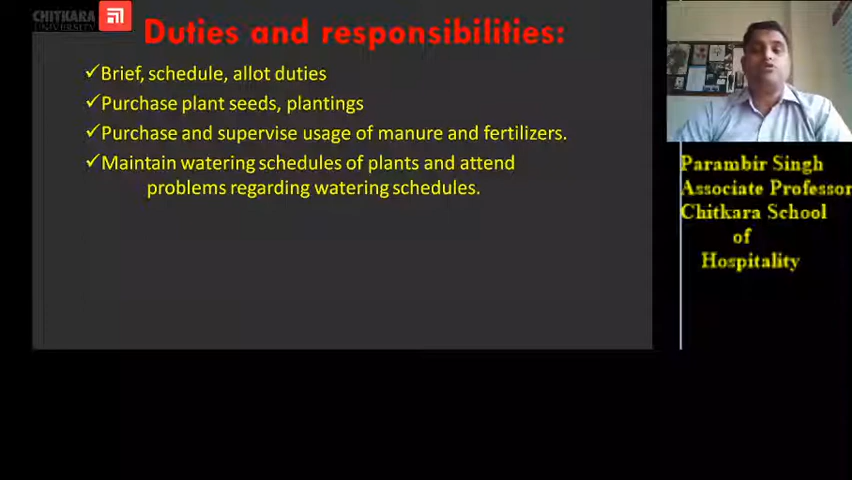 CHITKARA
UNIVERSITY
Duties and responsibilities:
✓Brief, schedule, allot duties
✓Purchase plant seeds, plantings
✓Purchase and supervise usage of manure and fertilizers.
✓Maintain watering schedules of plants and attend
problems regarding watering schedules.
Parambir Singh
Associate Professor
Chitkara School
of
Hospitality